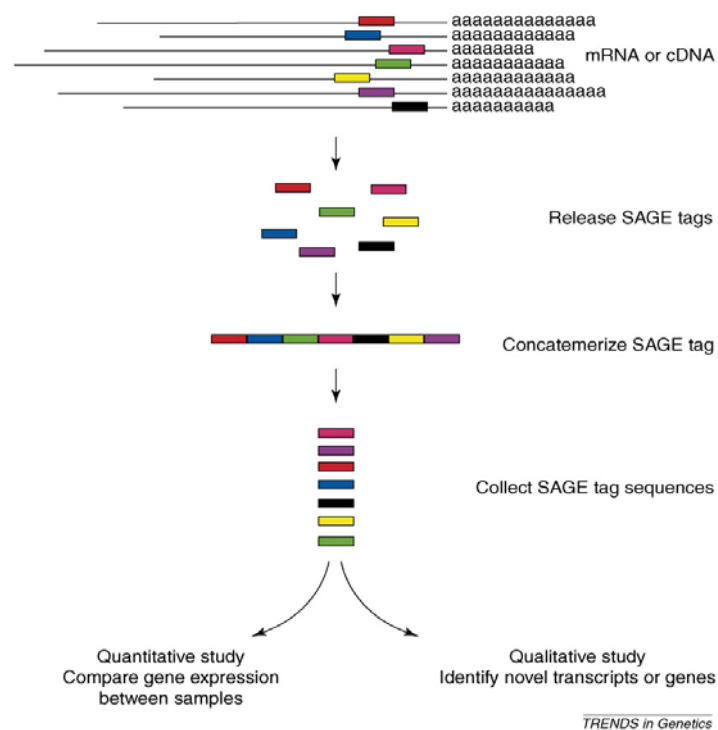 aaaaaaaaaaaaaa
aaaaaaaaaaaa
aaaaaaaa
mRNA or cDNA
aaaaaaaaaaa
aaaaaaaaaaaa
aaaaaaaaaaaaaaa
aaaaaaaaaa
Release SAGE tags
Concatemerize SAGE tag
Collect SAGE tag sequences
Quantitative study
Compare gene expression
between samples
Qualitative study
Identify novel transcripts or genes
TRENDS in Genetics